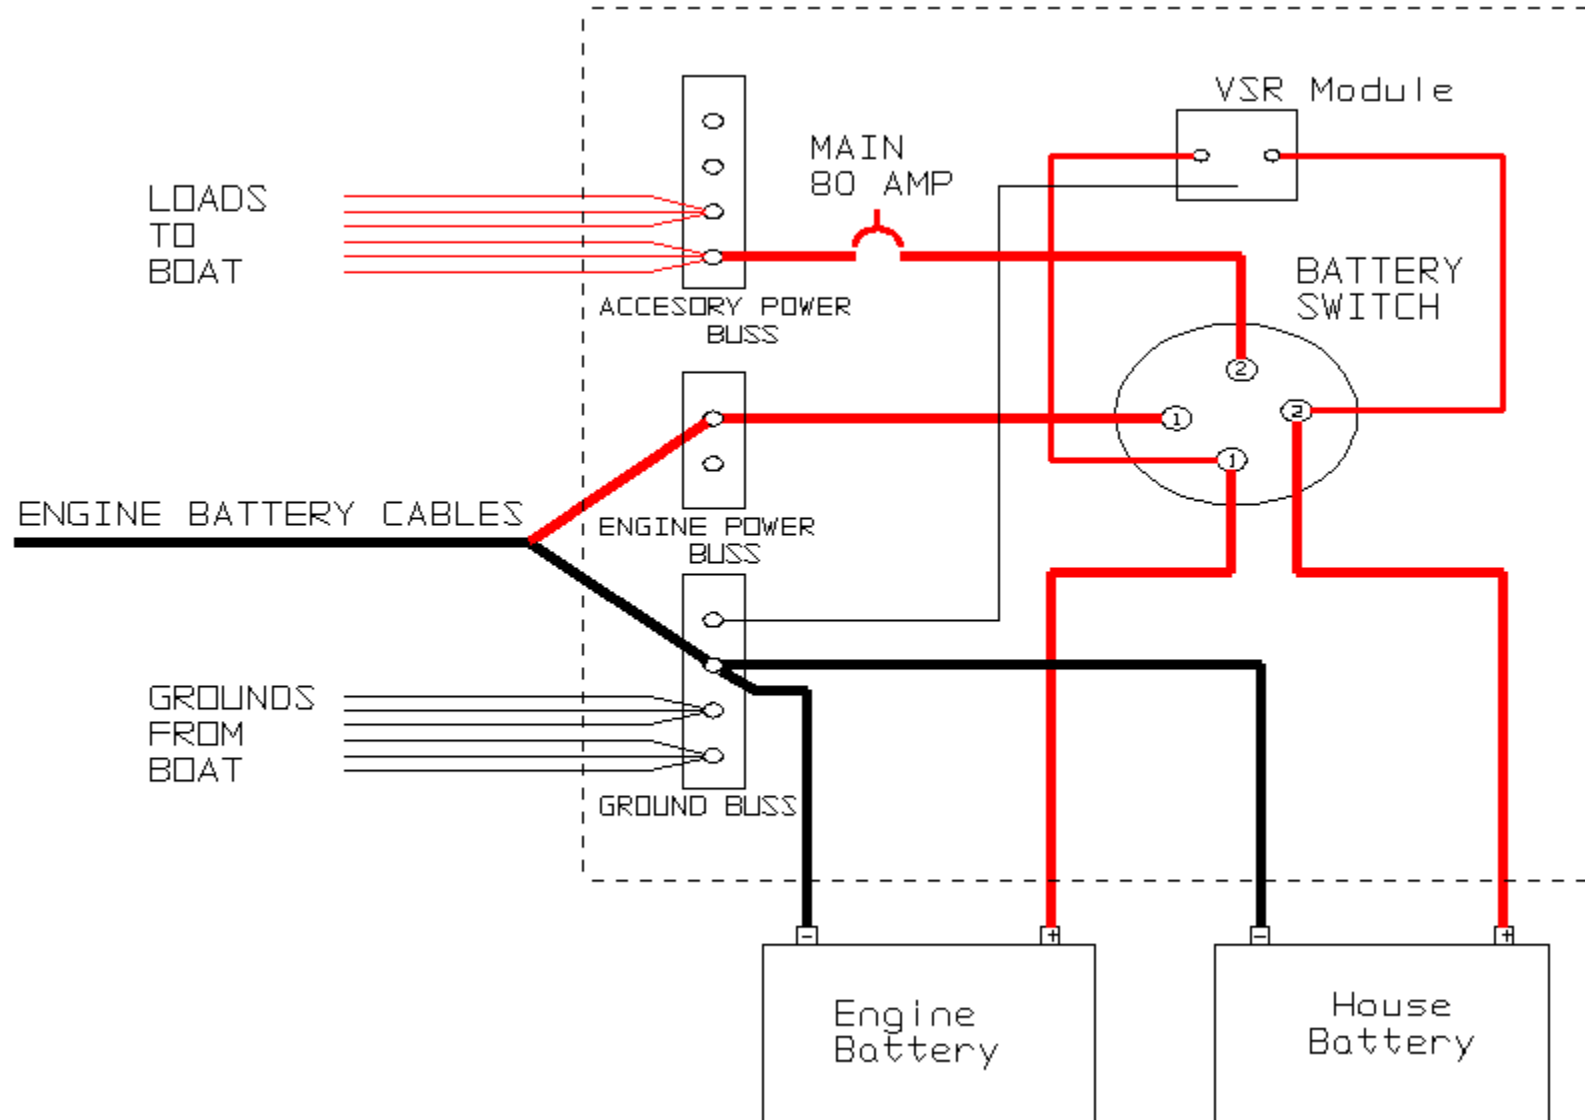 VSR Module
MAIN
80 AMP
LOADS
TO
BOAT
BATTERY
SWITCH
ACCESORY POWER
BUSS
2
1
2
1
ENGINE BATTERY CABLES
ENGINE POWER
BUSS
GROUNDS
FROM
BOAT
GROUND BUSS
-
+
-
+
Engine
Battery
House
Battery